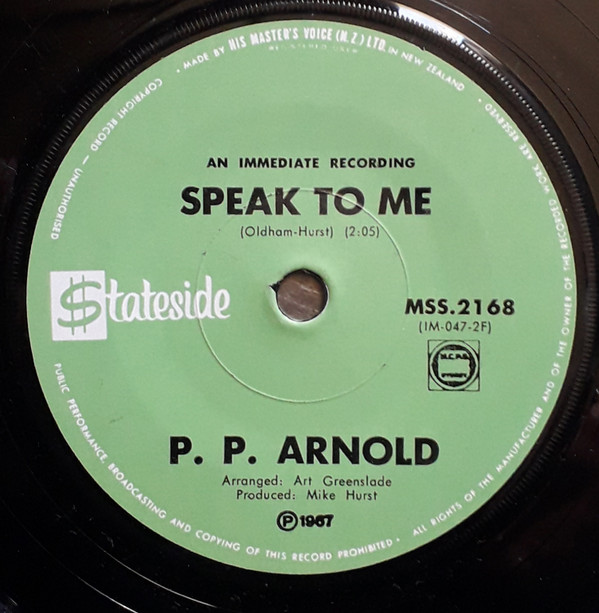 • MADE BY HIS MASTER'S VOICE (N.Z.) LTD. IN NEW ZEALAND •
AN IMMEDIATE RECORDING
SPEAK TO ME
(Oldham-Hurst) (2:05)
$tateside
MSS.2168
(IM-047-2F)
P. P. ARNOLD
Arranged: Art Greenslade
Produced: Mike Hurst
Ⓟ 1967
ALL RIGHTS OF THE MANUFACTURER AND OF THE OWNER OF THE RECORDED WORK ARE RESERVED •
COPYRIGHT RECORD — UNAUTHORISED
PUBLIC PERFORMANCE, BROADCASTING AND COPYING OF THIS RECORD PROHIBITED •